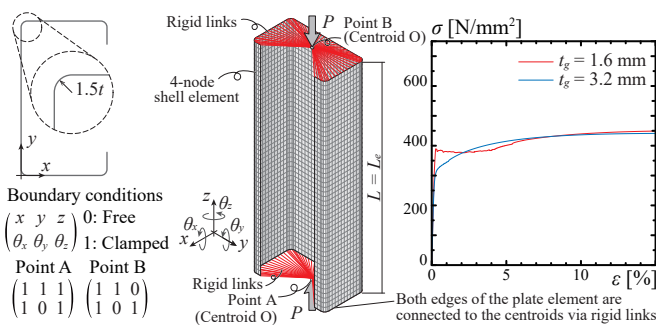 1.5t
y
x
Boundary conditions
( x y z ) 0: Free
( θx θy θz ) 1: Clamped
Point A Point B
( 1 1 1 ) ( 1 1 0 )
( 1 0 1 ) ( 1 0 1 )
Rigid links
P
Point B
(Centroid O)
4-node
shell element
L = Le
z
θz
θx
θy
x
y
Rigid links
Point A
(Centroid O)
P
Both edges of the plate element are
connected to the centroids via rigid links
σ [N/mm²]
tg = 1.6 mm
tg = 3.2 mm
600
400
200
0
0
5
10
ε [%]